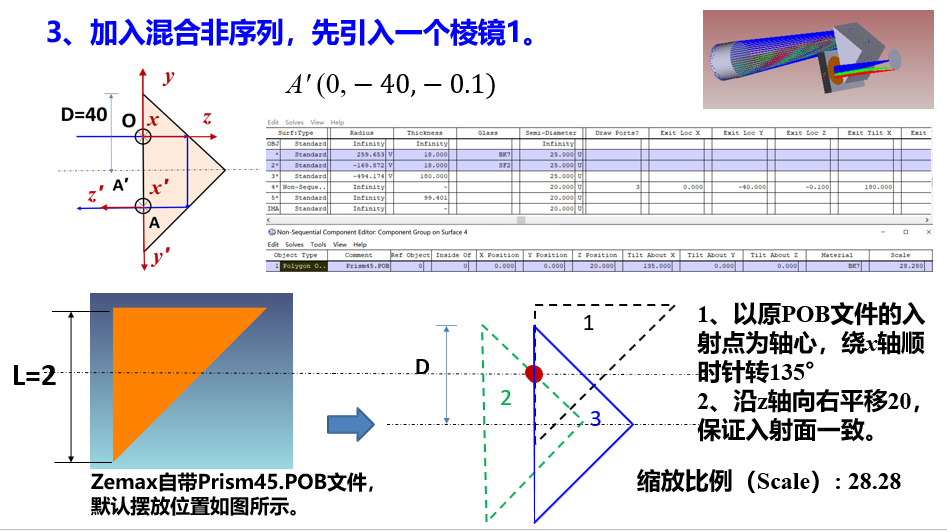 3、加入混合非序列，先引入一个棱镜1。
A′(0, − 40, − 0.1)
y
D=40
O
x
z
A′
x′
z′
A
y′
Edit Solves View Help
Surf:Type Radius Thickness Glass Semi-Diameter Draw Ports? Exit Loc X Exit Loc Y Exit Loc Z Exit Tilt X Exit
OBJ Standard Infinity Infinity Infinity
* Standard 259.653 V 18.000 BK7 25.000 U
2* Standard -169.872 V 18.000 SF2 25.000 U
3* Standard -494.174 V 180.000 25.000 U
4* Non-Seque.. Infinity - 20.000 U 3 0.000 -40.000 -0.100 180.000
5* Standard Infinity 99.401 20.000 U
IMA Standard Infinity - 20.000 U
Non-Sequential Component Editor: Component Group on Surface 4
Edit Solves Tools View Help
Object Type Comment Ref Object Inside Of X Position Y Position Z Position Tilt About X Tilt About Y Tilt About Z Material Scale
1 Polygon O.. Prism45.POB 0 0 0.000 0.000 20.000 135.000 0.000 0.000 BK7 28.280
L=2
Zemax自带Prism45.POB文件，
默认摆放位置如图所示。
D
1
2
3
1、以原POB文件的入
射点为轴心，绕x轴顺
时针转135°
2、沿z轴向右平移20，
保证入射面一致。
缩放比例（Scale）: 28.28